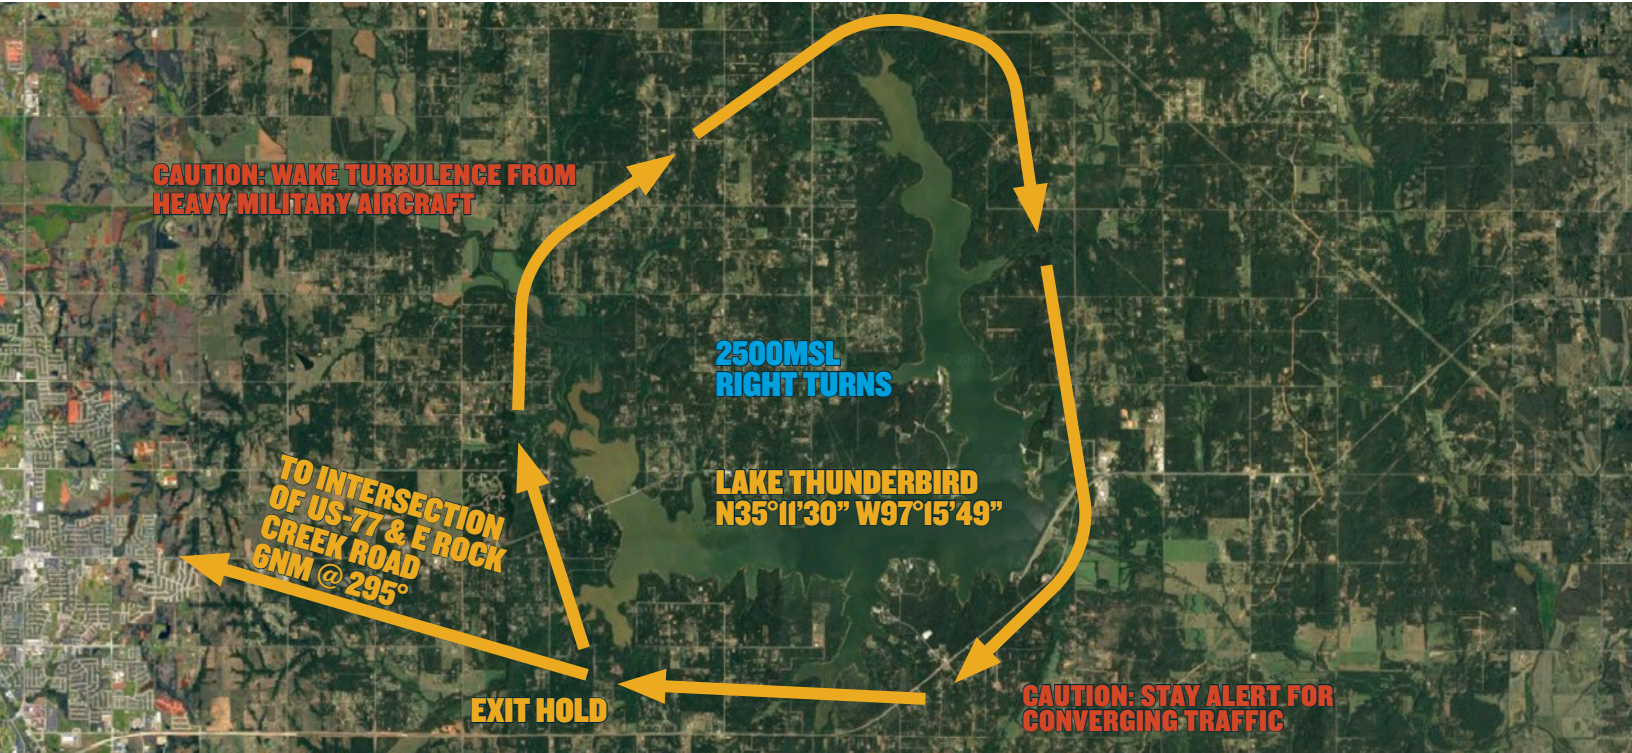 CAUTION: WAKE TURBULENCE FROM
HEAVY MILITARY AIRCRAFT
2500MSL
RIGHT TURNS
LAKE THUNDERBIRD
N35°11'30” W97°15'49”
TO INTERSECTION
OF US-77 & E ROCK
CREEK ROAD
6NM @ 295°
EXIT HOLD
CAUTION: STAY ALERT FOR
CONVERGING TRAFFIC